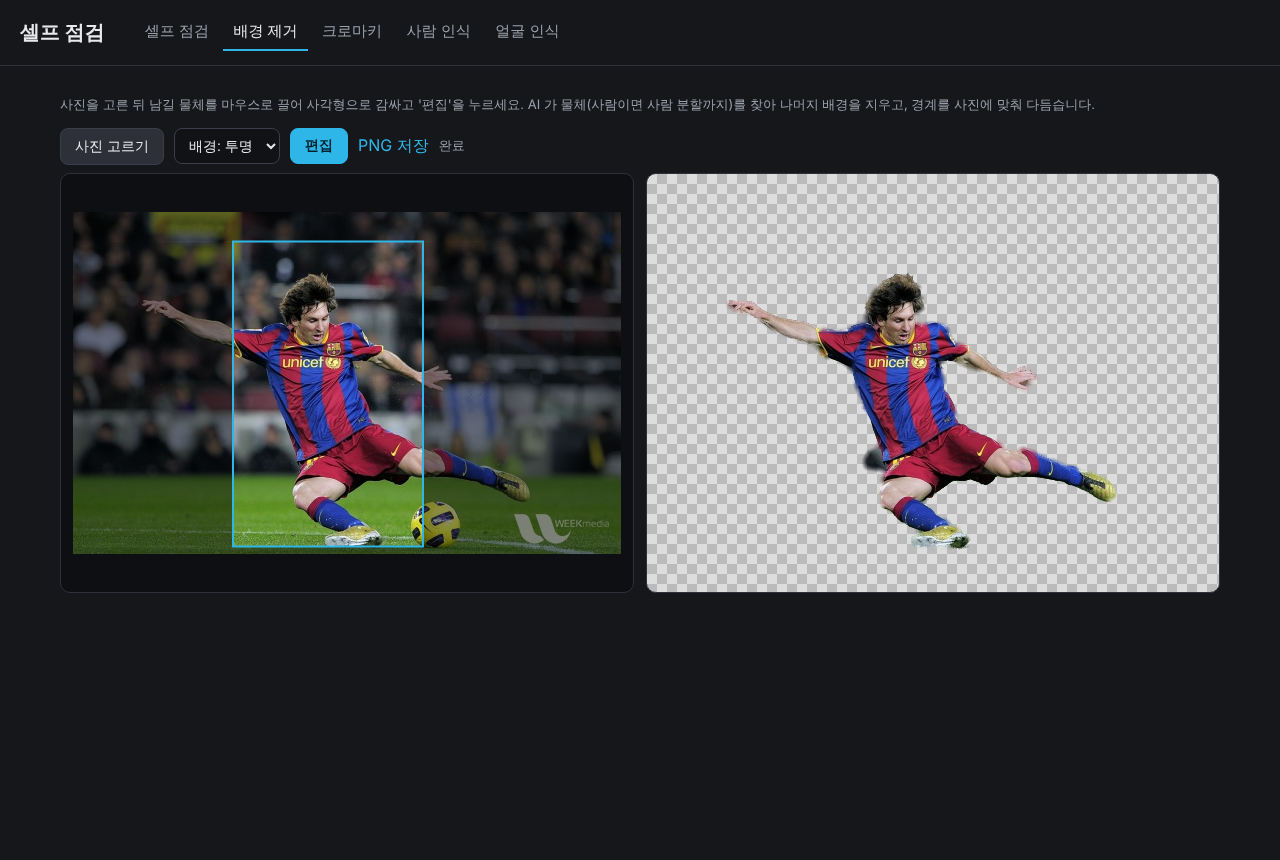 셀프 점검
셀프 점검 배경 제거 크로마키 사람 인식 얼굴 인식
사진을 고른 뒤 남길 물체를 마우스로 끌어 사각형으로 감싸고 '편집'을 누르세요. AI 가 물체(사람이면 사람 분할까지)를 찾아 나머지 배경을 지우고, 경계를 사진에 맞춰 다듬습니다.
사진 고르기 배경: 투명 편집 PNG 저장 완료
unicef
WEEKmedia
unicef